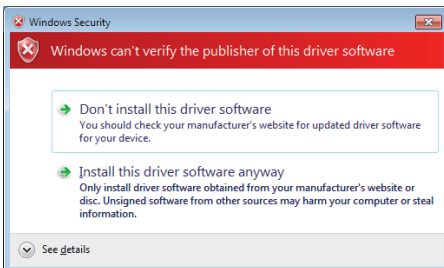 Windows Security
Windows can't verify the publisher of this driver software
Don't install this driver software
You should check your manufacturer's website for updated driver software
for your device.
Install this driver software anyway
Only install driver software obtained from your manufacturer's website or
disc. Unsigned software from other sources may harm your computer or steal
information.
See details